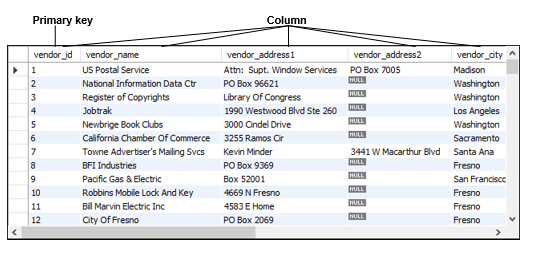 Primary key Column
vendor_id vendor_name vendor_address1 vendor_address2 vendor_city
1 US Postal Service Attn: Supt. Window Services PO Box 7005 Madison
2 National Information Data Ctr PO Box 96621 NULL Washington
3 Register of Copyrights Library Of Congress NULL Washington
4 Jobtrak 1990 Westwood Blvd Ste 260 NULL Los Angeles
5 Newbrige Book Clubs 3000 Cindel Drive NULL Washington
6 California Chamber Of Commerce 3255 Ramos Cir NULL Sacramento
7 Towne Advertiser's Mailing Svcs Kevin Minder 3441 W Macarthur Blvd Santa Ana
8 BFI Industries PO Box 9369 NULL Fresno
9 Pacific Gas & Electric Box 52001 NULL San Francisco
10 Robbins Mobile Lock And Key 4669 N Fresno NULL Fresno
11 Bill Marvin Electric Inc 4583 E Home NULL Fresno
12 City Of Fresno PO Box 2069 NULL Fresno